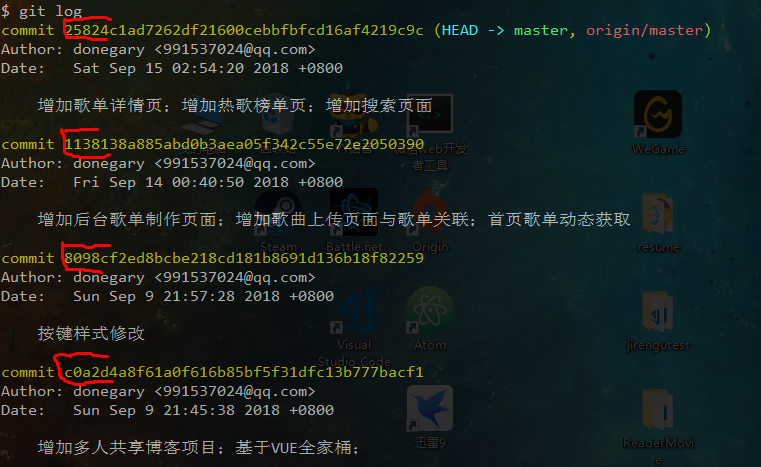 $ git log
commit 25824c1ad7262df21600cebbfbfcd16af4219c9c (HEAD -> master, origin/master)
Author: donegary <991537024@qq.com>
Date:   Sat Sep 15 02:54:20 2018 +0800
增加歌单详情页；增加热歌榜单页；增加搜索页面
commit 1138138a885abd0b3aea05f342c55e72e2050390
Author: donegary <991537024@qq.com>
Date:   Fri Sep 14 00:40:50 2018 +0800
增加后台歌单制作页面；增加歌曲上传页面与歌单关联；首页歌单动态获取
commit 8098cf2ed8bcbe218cd181b8691d136b18f82259
Author: donegary <991537024@qq.com>
Date:   Sun Sep 9 21:57:28 2018 +0800
按键样式修改
commit c0a2d4a8f61a0f616b85bf5f31dfc13b777bacf1
Author: donegary <991537024@qq.com>
Date:   Sun Sep 9 21:45:38 2018 +0800
增加多人共享博客项目；基于VUE全家桶；
微信web开发者工具
WeGame
Steam
Battle.net
Origin
resume
Visual Studio Code
Atom
jirengutest
迅雷9
ReaderMovie